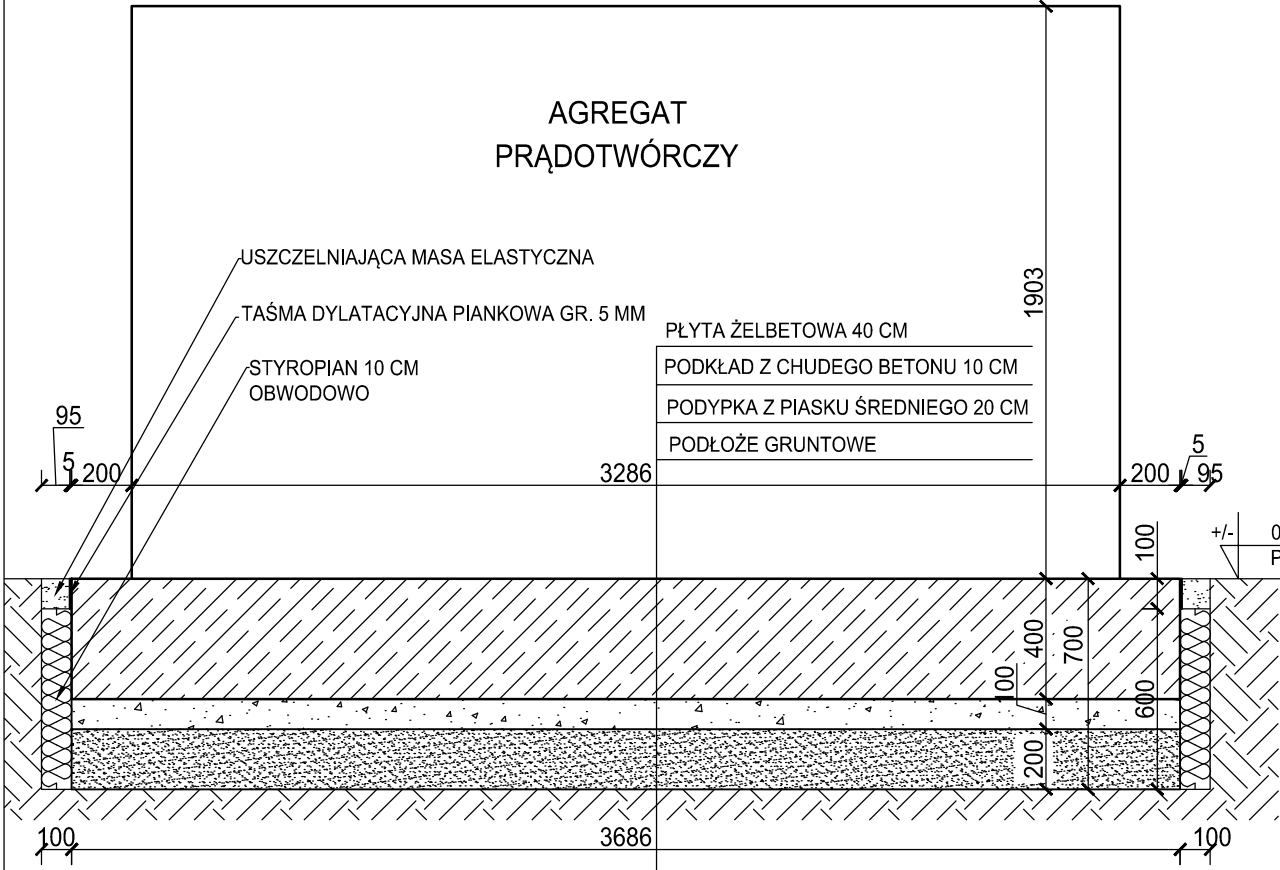 AGREGAT
PRĄDOTWÓRCZY
USZCZELNIAJĄCA MASA ELASTYCZNA
TAŚMA DYLATACYJNA PIANKOWA GR. 5 MM
STYROPIAN 10 CM
OBWODOWO
PŁYTA ŻELBETOWA 40 CM
PODKŁAD Z CHUDEGO BETONU 10 CM
PODYPKA Z PIASKU ŚREDNIEGO 20 CM
PODŁOŻE GRUNTOWE
1903
95
5
200
3286
200
5
95
100
+/- 0
P
400
700
100
600
200
100
3686
100